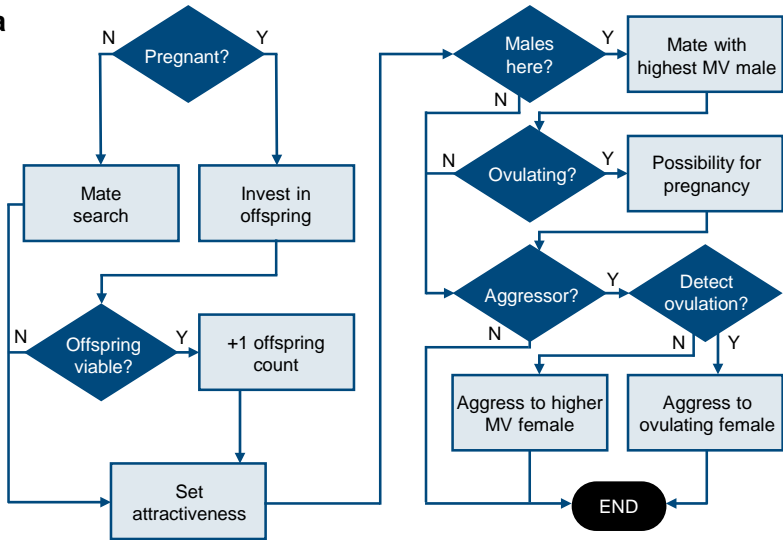 a
Pregnant?
N
Y
Mate
search
Invest in
offspring
Offspring
viable?
N
Y
+1 offspring
count
Set
attractiveness
Males
here?
Y
N
Mate with
highest MV male
Ovulating?
N
Y
Possibility for
pregnancy
Aggressor?
Y
N
Detect
ovulation?
N
Y
Aggress to higher
MV female
Aggress to
ovulating female
END